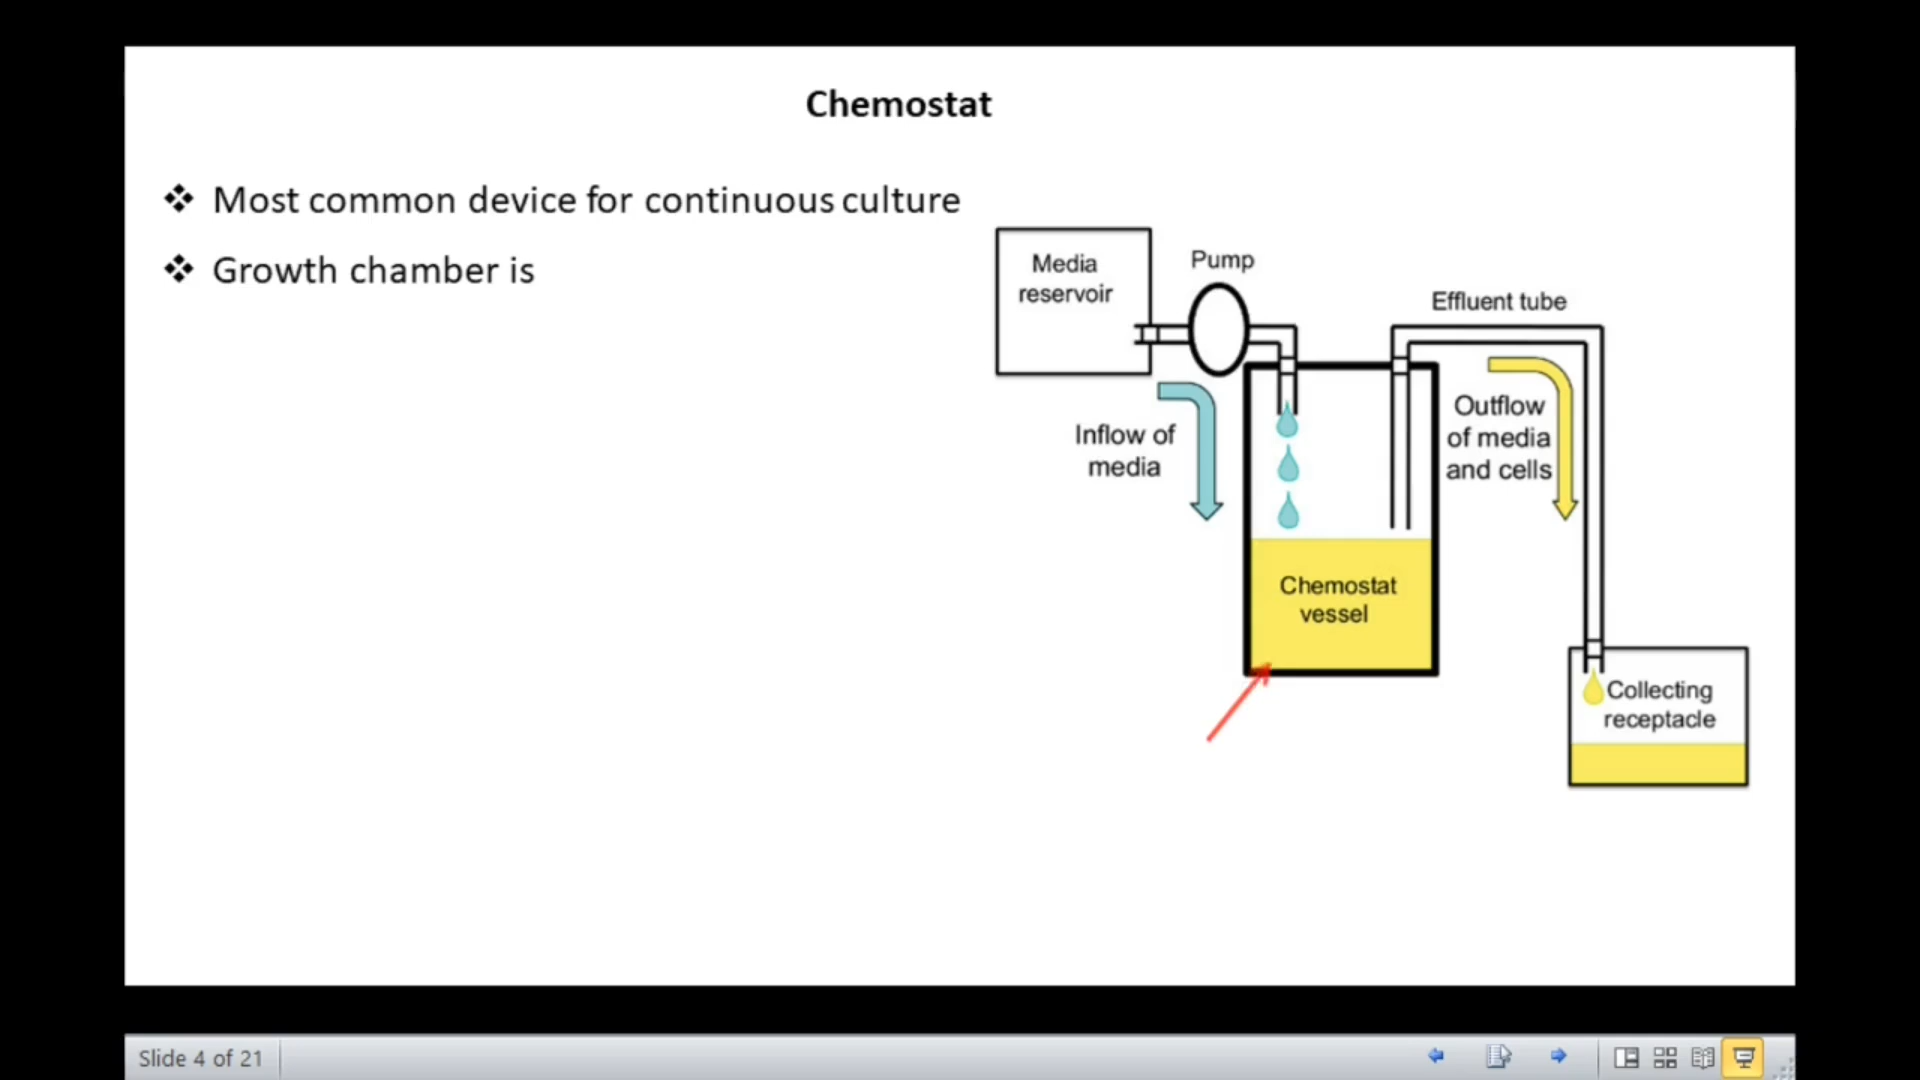 Chemostat
Most common device for continuous culture
Growth chamber is
Media
reservoir
Pump
Effluent tube
Inflow of
media
Outflow
of media
and cells
Chemostat
vessel
Collecting
receptacle
Slide 4 of 21